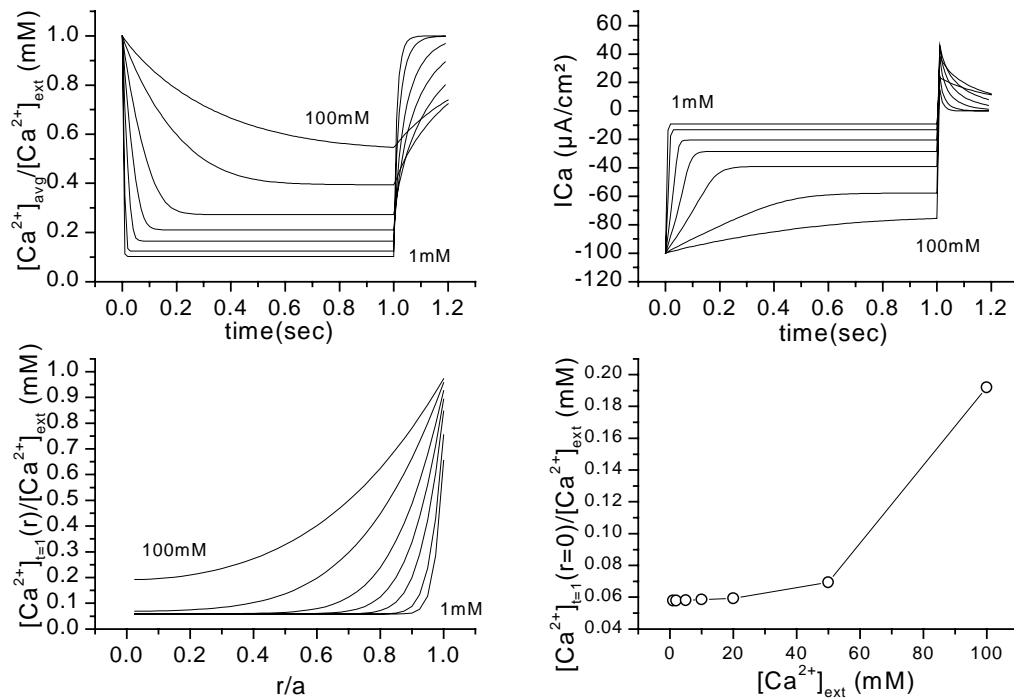 [Ca²⁺]avg/[Ca²⁺]ext (mM)
1.0
0.8
0.6
0.4
0.2
0.0
100mM
1mM
0.0 0.2 0.4 0.6 0.8 1.0 1.2
time(sec)
ICa (µA/cm²)
60
40
20
0
-20
-40
-60
-80
-100
-120
1mM
100mM
0.0 0.2 0.4 0.6 0.8 1.0 1.2
time(sec)
[Ca²⁺]t=1(r)/[Ca²⁺]ext (mM)
1.0
0.9
0.8
0.7
0.6
0.5
0.4
0.3
0.2
0.1
0.0
100mM
1mM
0.0 0.2 0.4 0.6 0.8 1.0
r/a
[Ca²⁺]t=1(r=0)/[Ca²⁺]ext (mM)
0.20
0.18
0.16
0.14
0.12
0.10
0.08
0.06
0.04
0 20 40 60 80 100
[Ca²⁺]ext (mM)